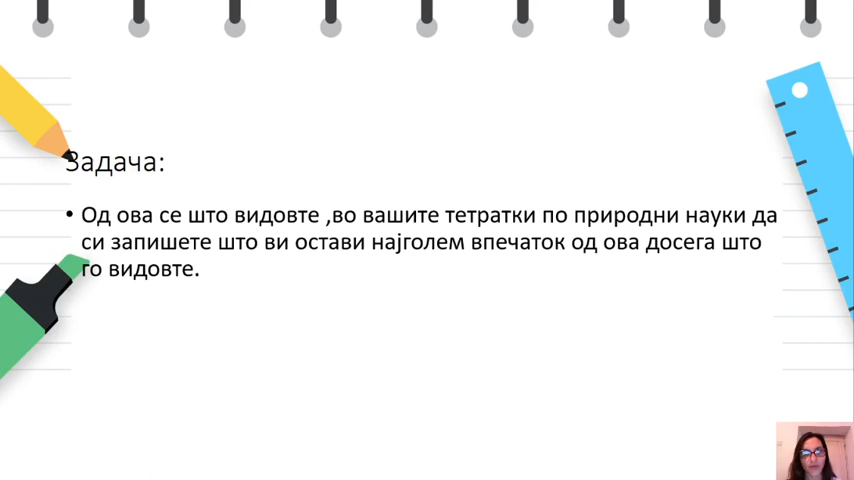 Задача:
• Од ова се што видовте ,во вашите тетратки по природни науки да
си запишете што ви остави најголем впечаток од ова досега што
го видовте.